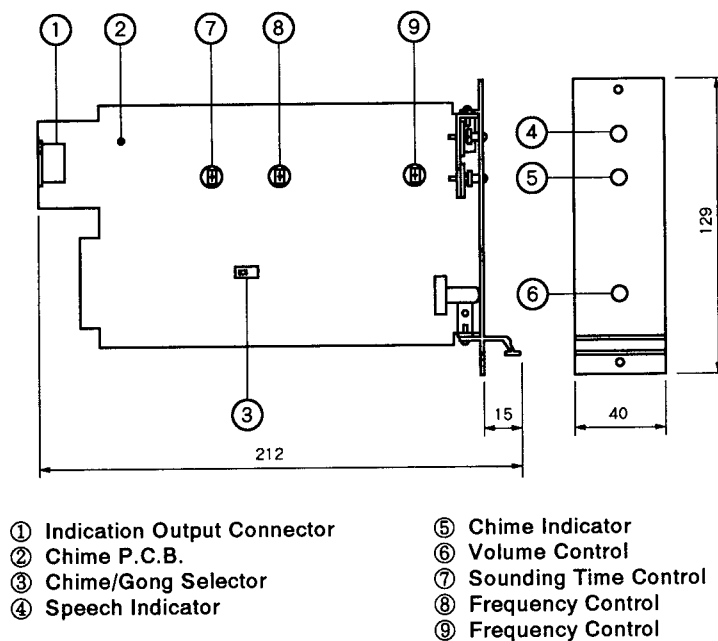 ① ② ⑦ ⑧ ⑨
④
⑤
129
⑥
③
15
40
212
① Indication Output Connector
② Chime P.C.B.
③ Chime/Gong Selector
④ Speech Indicator
⑤ Chime Indicator
⑥ Volume Control
⑦ Sounding Time Control
⑧ Frequency Control
⑨ Frequency Control